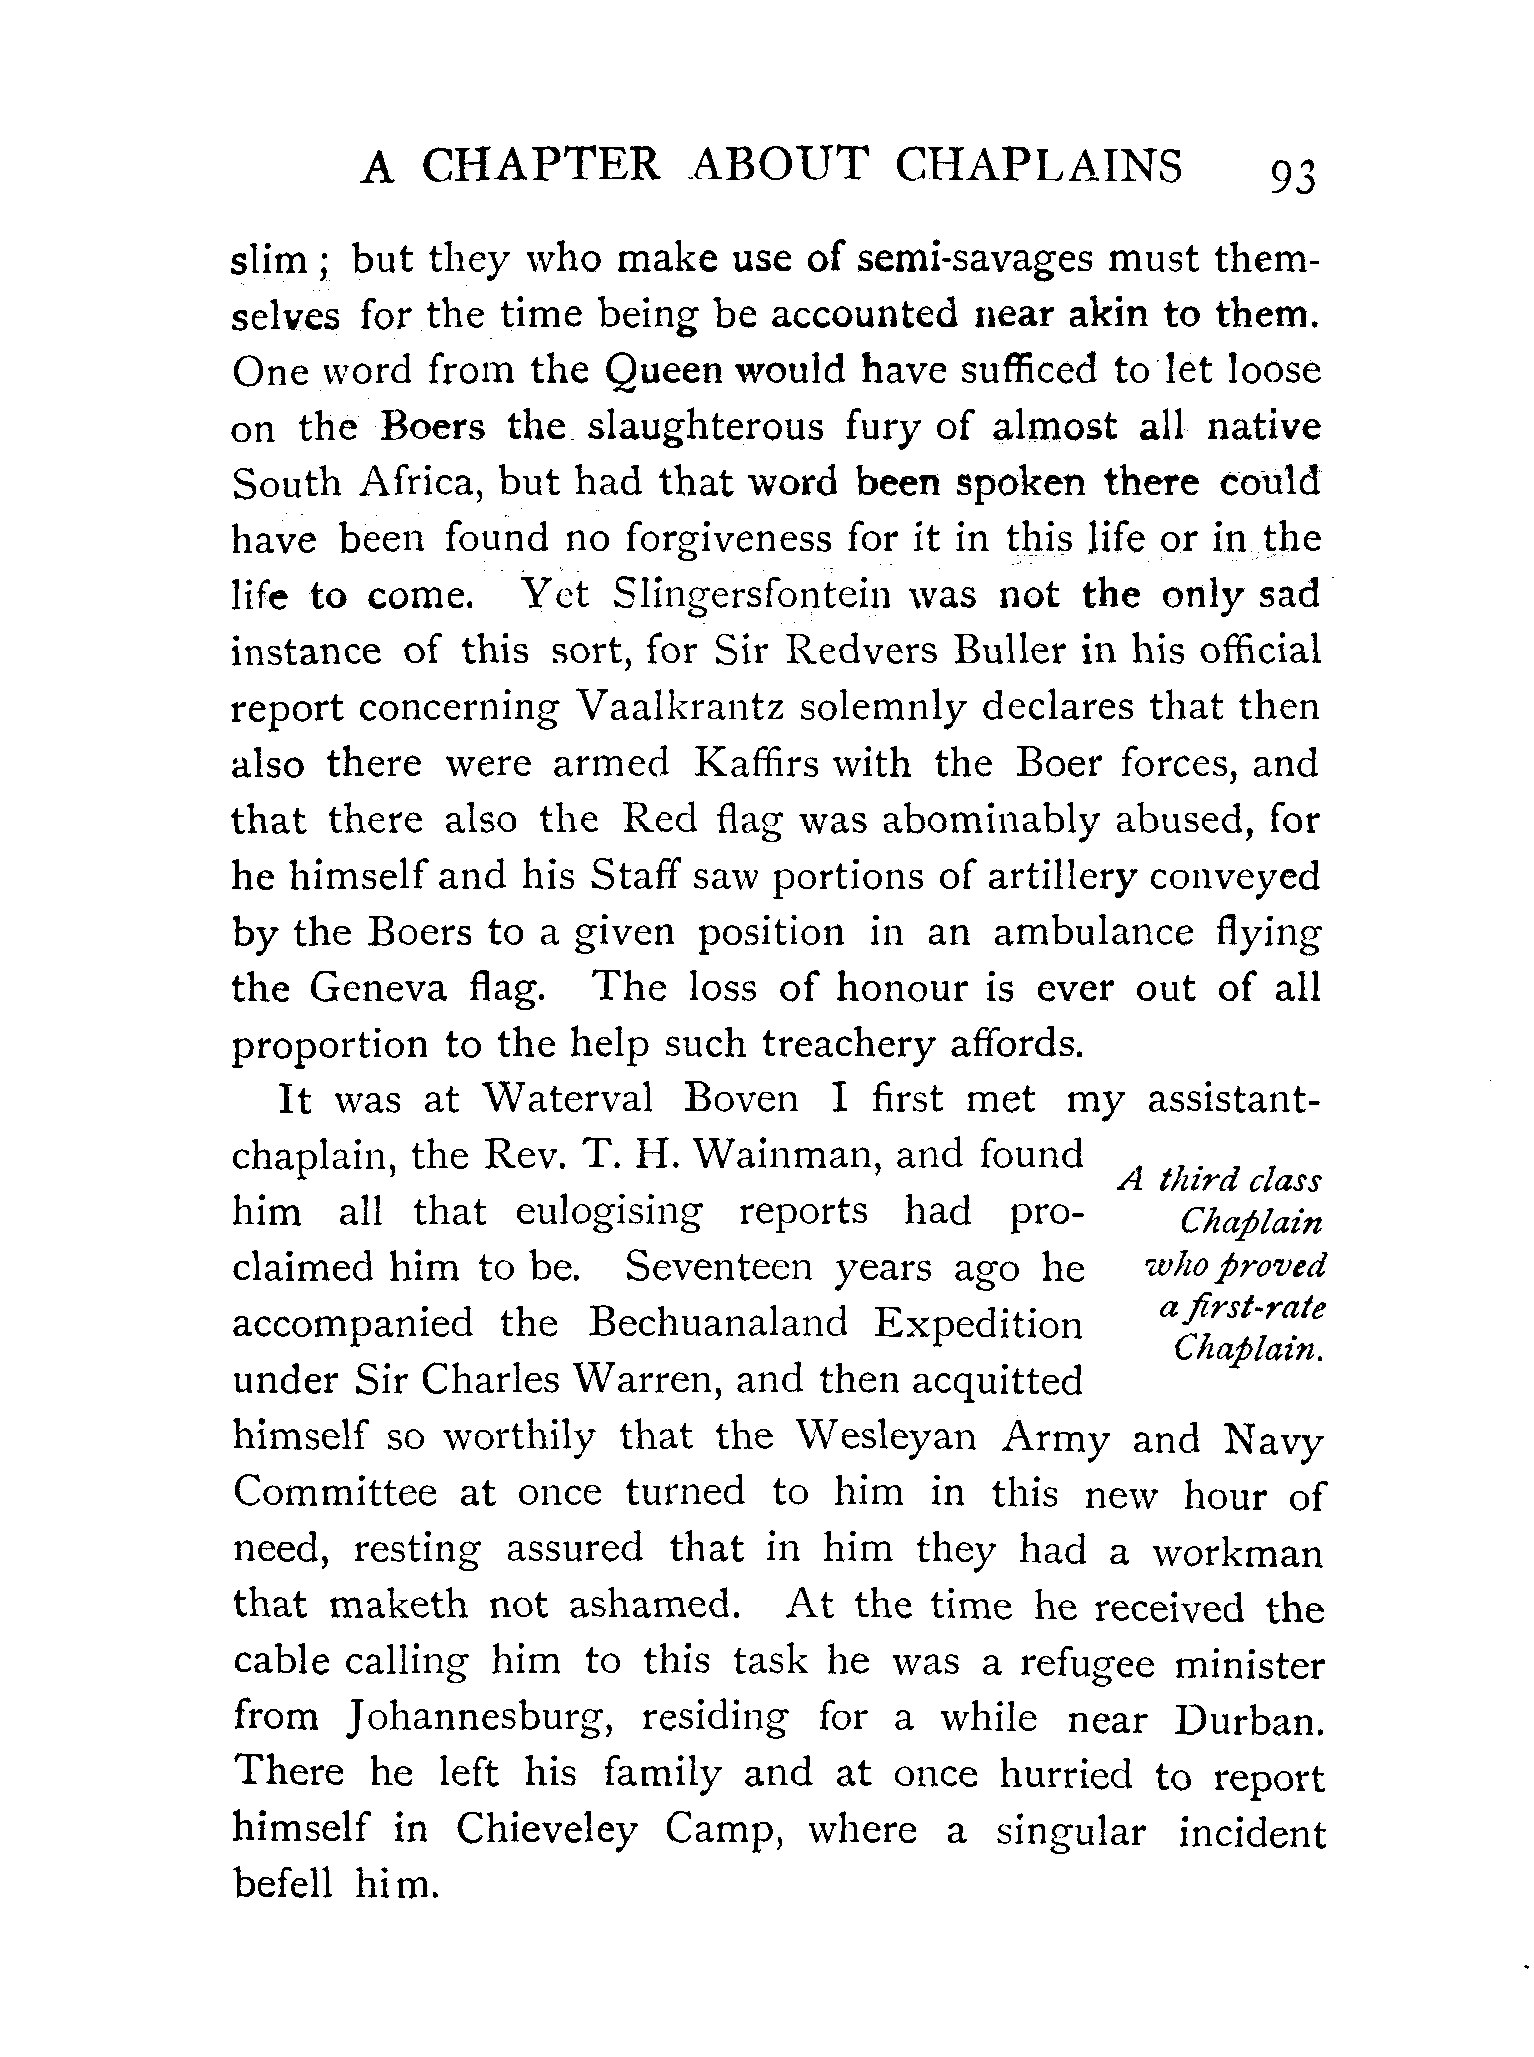 A CHAPTER ABOUT CHAPLAINS 93
slim ; but they who make use of semi-savages must them-
selves for the time being be accounted near akin to them.
One word from the Queen would have sufficed to let loose
on the Boers the slaughterous fury of almost all native
South Africa, but had that word been spoken there could
have been found no forgiveness for it in this life or in the
life to come. Yet Slingersfontein was not the only sad
instance of this sort, for Sir Redvers Buller in his official
report concerning Vaalkrantz solemnly declares that then
also there were armed Kaffirs with the Boer forces, and
that there also the Red flag was abominably abused, for
he himself and his Staff saw portions of artillery conveyed
by the Boers to a given position in an ambulance flying
the Geneva flag. The loss of honour is ever out of all
proportion to the help such treachery affords.
It was at Waterval Boven I first met my assistant-
chaplain, the Rev. T. H. Wainman, and found
him all that eulogising reports had pro-
claimed him to be. Seventeen years ago he
accompanied the Bechuanaland Expedition
under Sir Charles Warren, and then acquitted
A third class
Chaplain
who proved
a first-rate
Chaplain.
himself so worthily that the Wesleyan Army and Navy
Committee at once turned to him in this new hour of
need, resting assured that in him they had a workman
that maketh not ashamed. At the time he received the
cable calling him to this task he was a refugee minister
from Johannesburg, residing for a while near Durban.
There he left his family and at once hurried to report
himself in Chieveley Camp, where a singular incident
befell him.